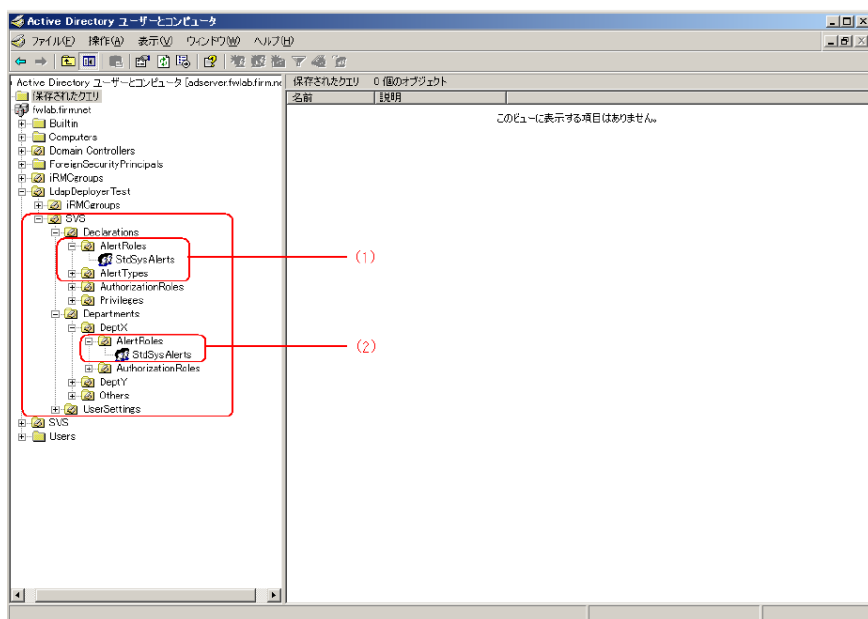 Active Directory ユーザーとコンピュータ
ファイル(F) 操作(A) 表示(V) ウィンドウ(W) ヘルプ(H)
Active Directory ユーザーとコンピュータ [adserver.fwlab.firm.ne
保存されたクエリ 0 個のオブジェクト
保存されたクエリ
名前 説明
このビューに表示する項目はありません。
fwlab.firm.net
Builtin
Computers
Domain Controllers
ForeignSecurityPrincipals
iRMCgroups
LdapDeployerTest
iRMCgroups
SVS
Declarations
AlertRoles
StdSysAlerts
(1)
AlertTypes
AuthorizationRoles
Privileges
Departments
DeptX
AlertRoles
StdSysAlerts
(2)
AuthorizationRoles
DeptY
Others
UserSettings
SVS
Users